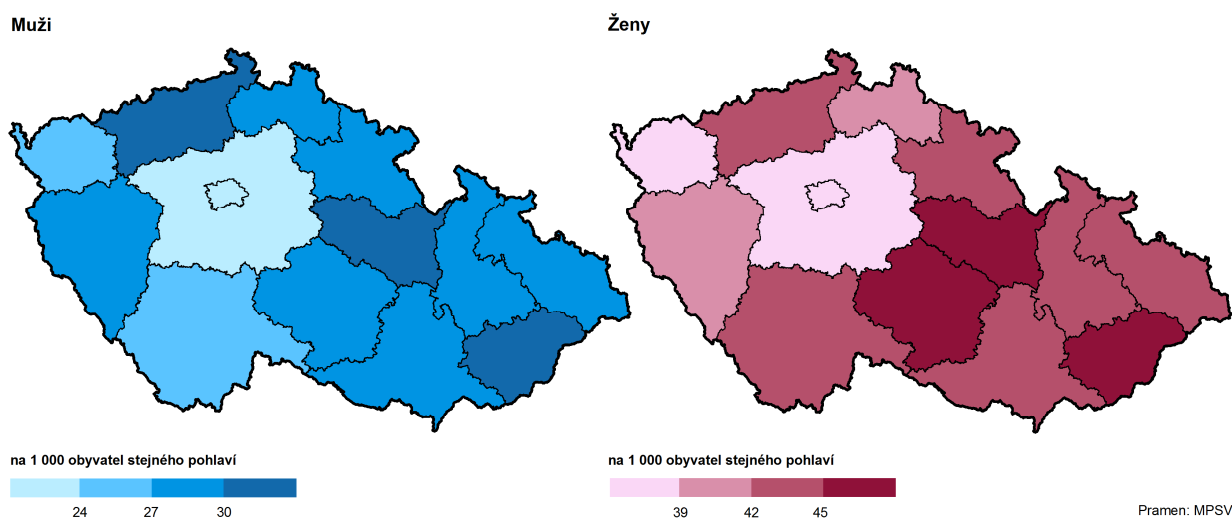 Muži
Ženy
na 1 000 obyvatel stejného pohlaví
24 27 30
na 1 000 obyvatel stejného pohlaví
39 42 45
Pramen: MPSV